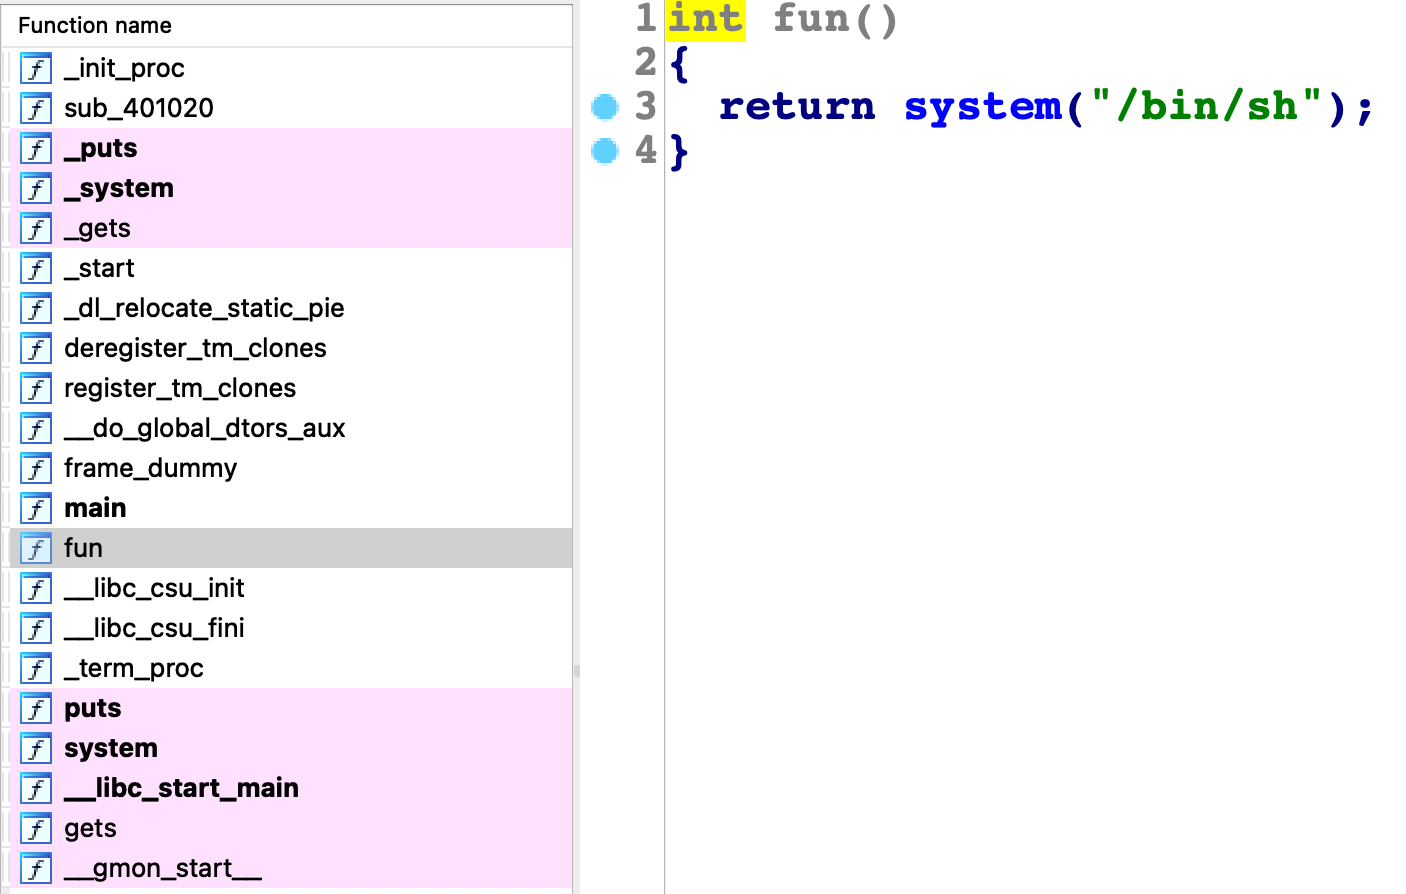 Function name
f _init_proc
f sub_401020
f _puts
f _system
f _gets
f _start
f _dl_relocate_static_pie
f deregister_tm_clones
f register_tm_clones
f __do_global_dtors_aux
f frame_dummy
f main
f fun
f __libc_csu_init
f __libc_csu_fini
f _term_proc
f puts
f system
f __libc_start_main
f gets
f __gmon_start__
1 int fun()
2 {
3 return system("/bin/sh");
4 }